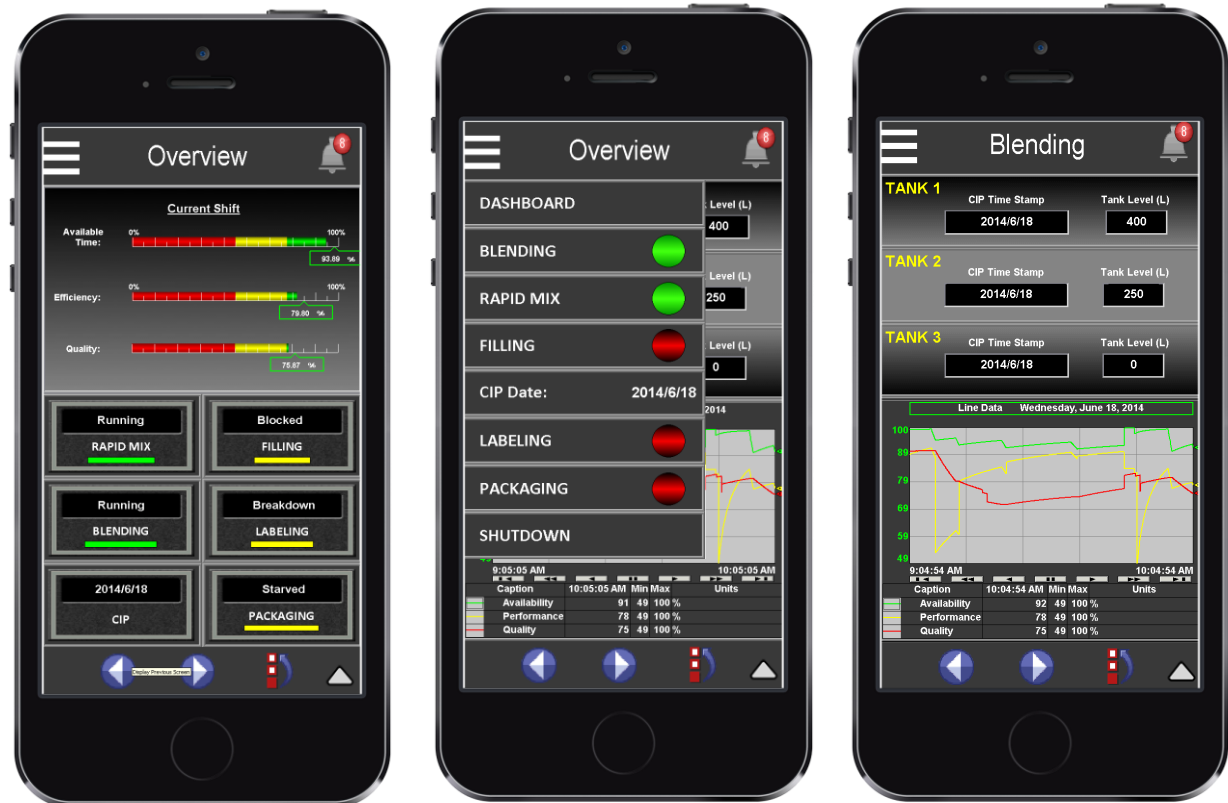 Overview
8
Current Shift
Available
Time:
0%
100%
93.89 %
Efficiency:
0%
100%
79.80 %
Quality:
75.87 %
Running
RAPID MIX
Blocked
FILLING
Running
BLENDING
Breakdown
LABELING
2014/6/18
CIP
Starved
PACKAGING
Display Previous Screen
Overview
8
DASHBOARD
BLENDING
RAPID MIX
FILLING
CIP Date: 2014/6/18
LABELING
PACKAGING
SHUTDOWN
Level (L)
400
Level (L)
250
Level (L)
0
2014
9:05:05 AM 10:05:05 AM
Caption 10:05:05 AM Min Max Units
Availability 91 49 100 %
Performance 78 49 100 %
Quality 75 49 100 %
Blending
8
TANK 1
CIP Time Stamp Tank Level (L)
2014/6/18 400
TANK 2
CIP Time Stamp Tank Level (L)
2014/6/18 250
TANK 3
CIP Time Stamp Tank Level (L)
2014/6/18 0
Line Data Wednesday, June 18, 2014
100
89
79
69
59
49
9:04:54 AM 10:04:54 AM
Caption 10:04:54 AM Min Max Units
Availability 92 49 100 %
Performance 78 49 100 %
Quality 75 49 100 %